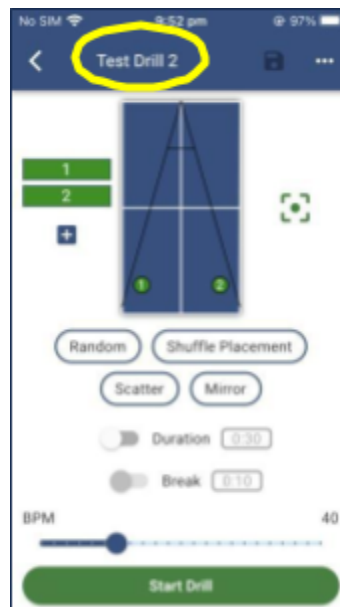 No SIM 9:52 pm 97%
Test Drill 2
1
2
1 2
Random Shuffle Placement
Scatter Mirror
Duration 0:30
Break 0:10
BPM 40
Start Drill